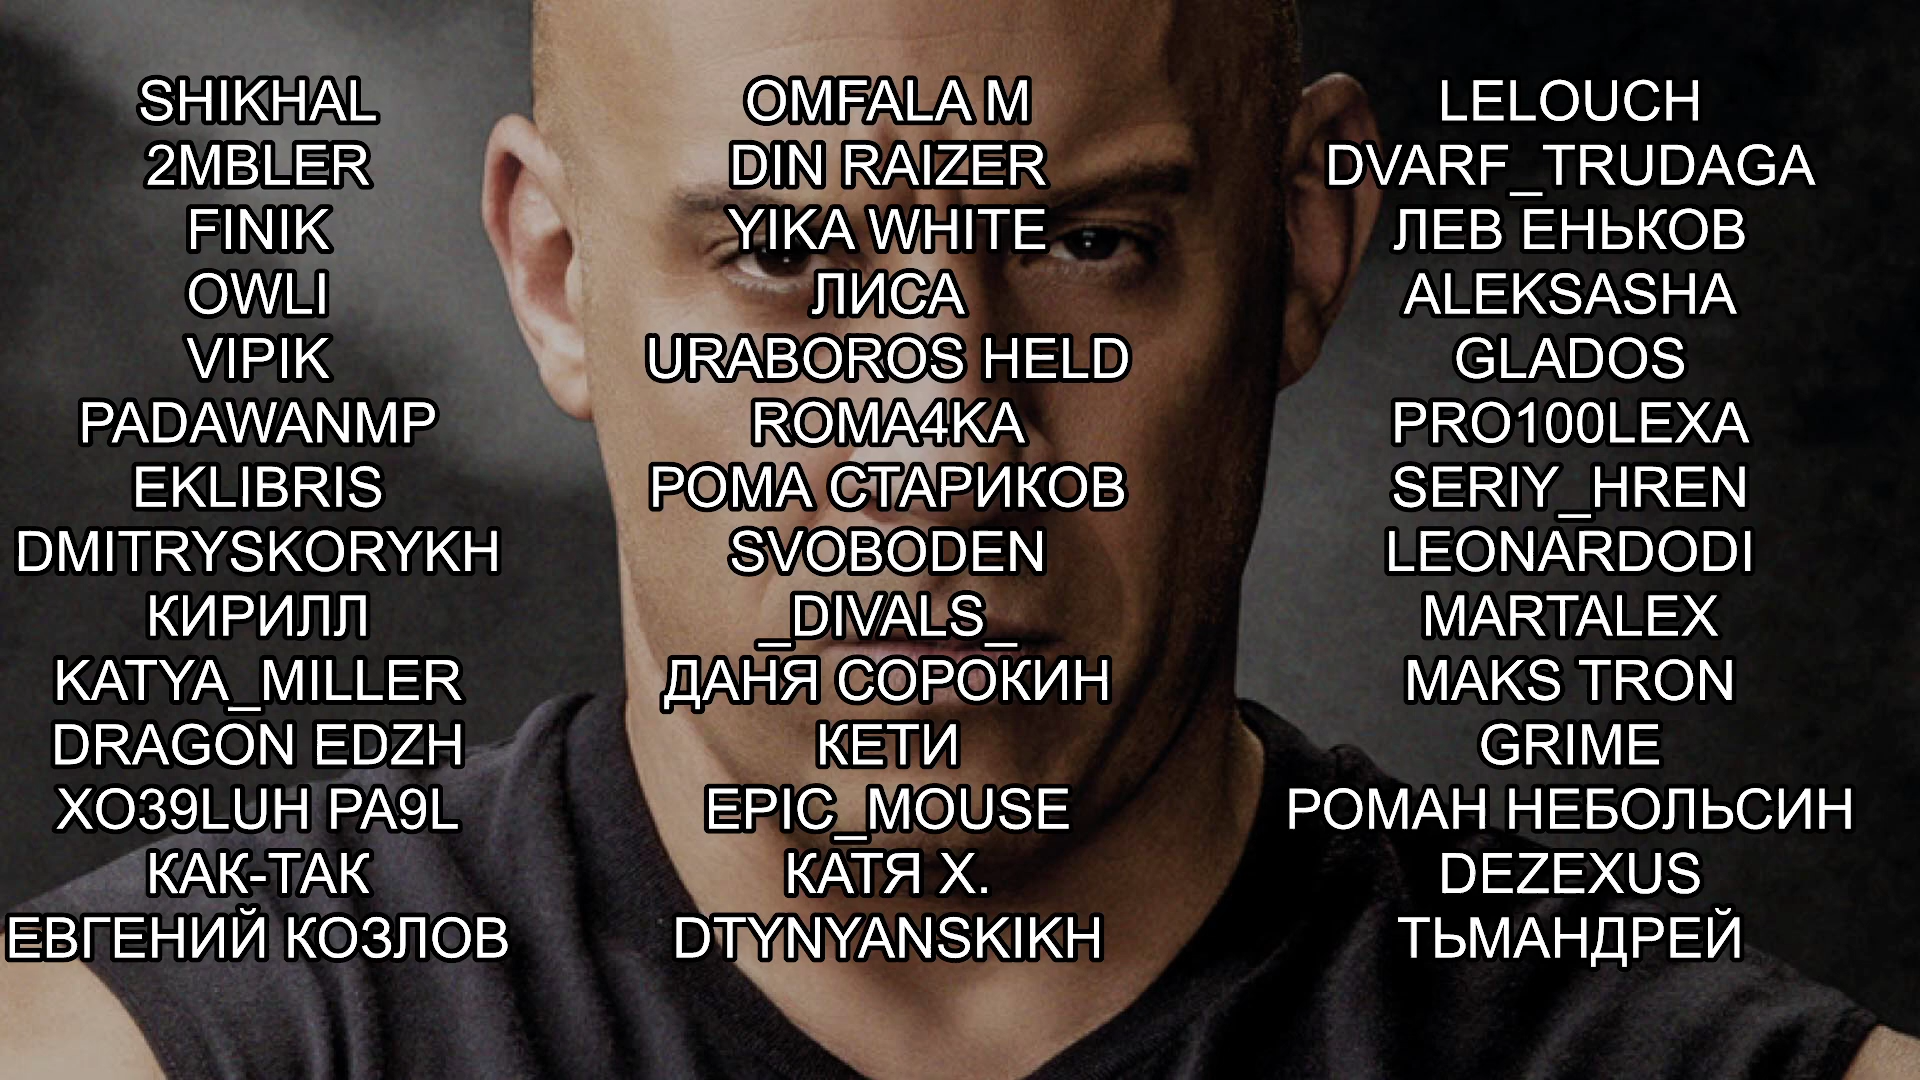 SHIKHAL
2MBLER
FINIK
OWLI
VIPIK
PADAWANMP
EKLIBRIS
DMITRYSKORYKH
КИРИЛЛ
KATYA_MILLER
DRAGON EDZH
XO39LUH PA9L
КАК-ТАК
ЕВГЕНИЙ КОЗЛОВ
OMFALA M
DIN RAIZER
YIKA WHITE
ЛИСА
URABOROS HELD
ROMA4KA
РОМА СТАРИКОВ
SVOBODEN
_DIVALS_
ДАНЯ СОРОКИН
КЕТИ
EPIC_MOUSE
КАТЯ Х.
DTYNYANSKIKH
LELOUCH
DVARF_TRUDAGA
ЛЕВ ЕНЬКОВ
ALEKSASHA
GLADOS
PRO100LEXA
SERIY_HREN
LEONARDODI
MARTALEX
MAKS TRON
GRIME
РОМАН НЕБОЛЬСИН
DEZEXUS
ТЬМАНДРЕЙ